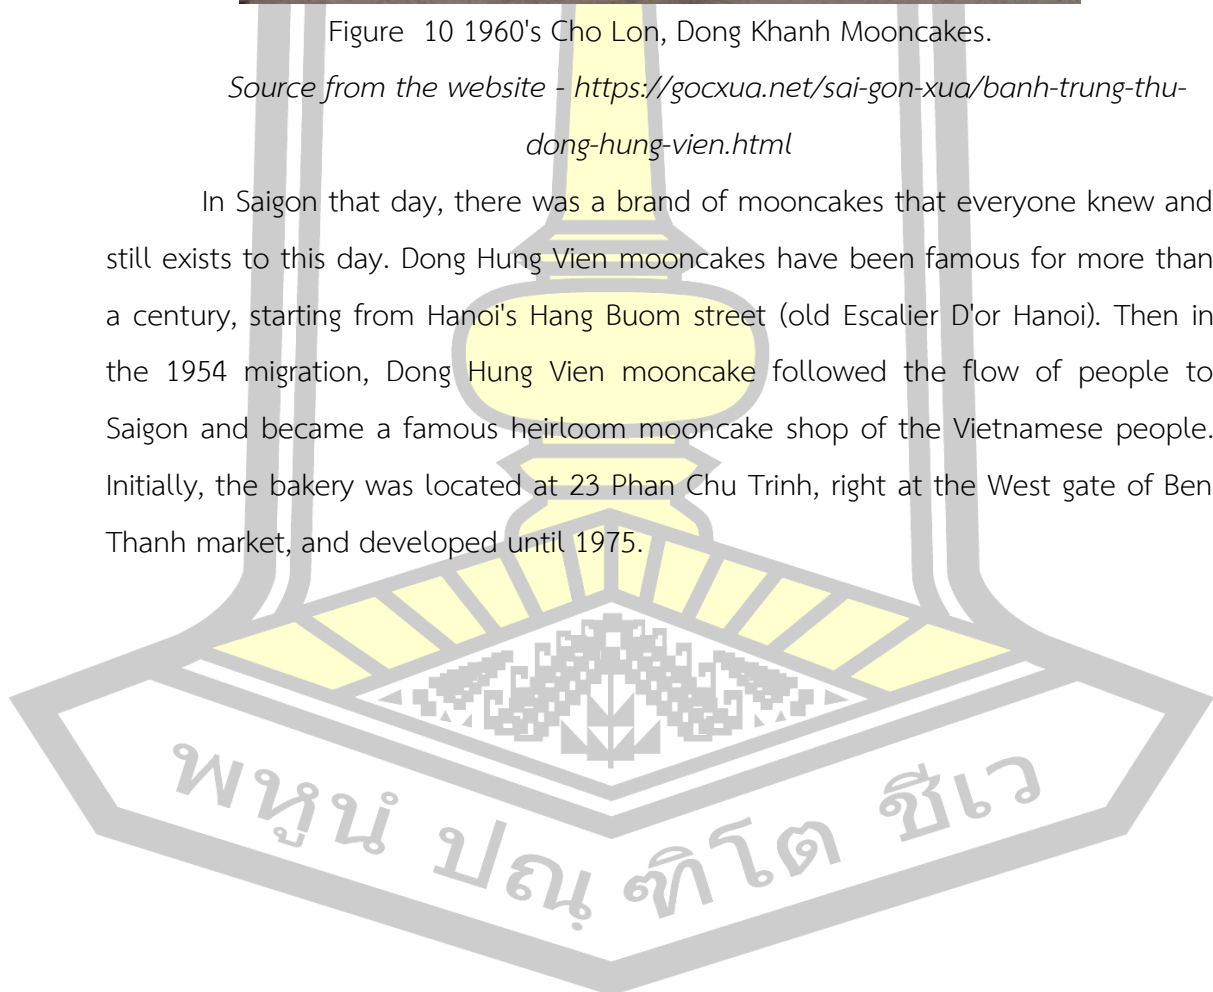 Figure  10 1960's Cho Lon, Dong Khanh Mooncakes.
Source from the website - https://gocxua.net/sai-gon-xua/banh-trung-thu-
dong-hung-vien.html
In Saigon that day, there was a brand of mooncakes that everyone knew and
still exists to this day. Dong Hung Vien mooncakes have been famous for more than
a century, starting from Hanoi's Hang Buom street (old Escalier D'or Hanoi). Then in
the 1954 migration, Dong Hung Vien mooncake followed the flow of people to
Saigon and became a famous heirloom mooncake shop of the Vietnamese people.
Initially, the bakery was located at 23 Phan Chu Trinh, right at the West gate of Ben
Thanh market, and developed until 1975.
พหูนํ ปณฺ ฑิโต ชีเว